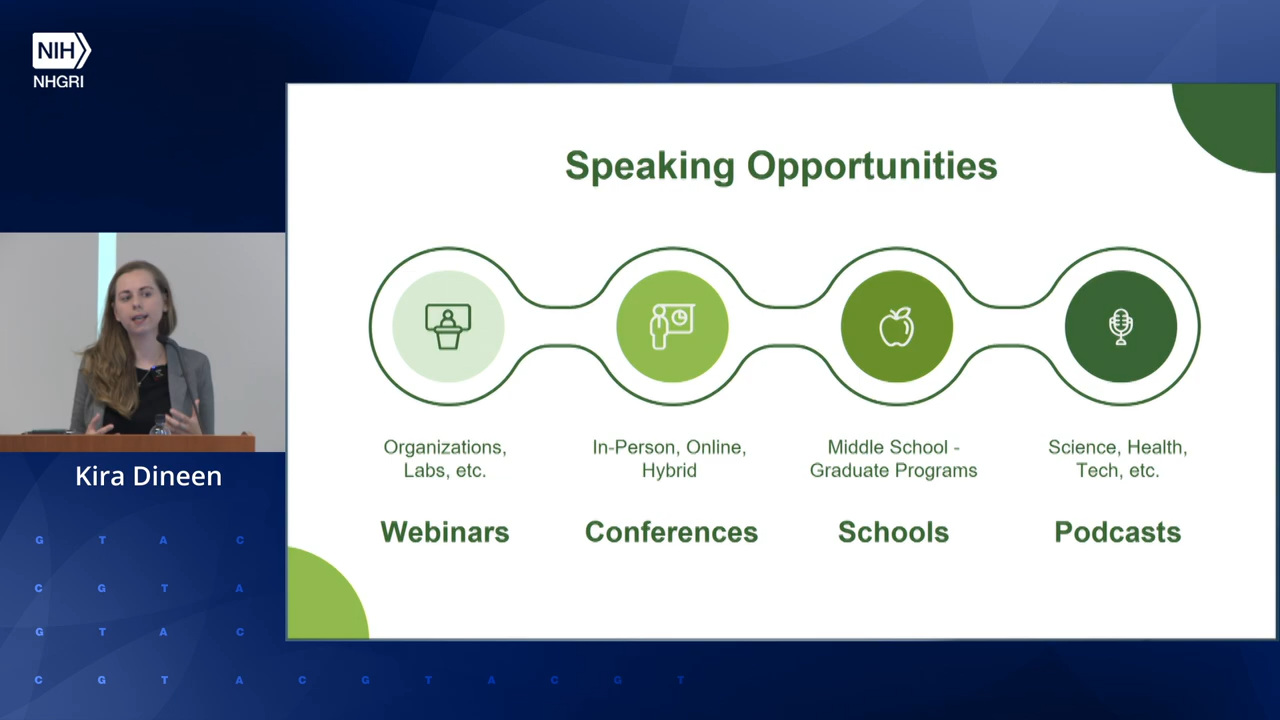 NIH
NHGRI
Speaking Opportunities
Organizations,
Labs, etc.
In-Person, Online,
Hybrid
Middle School -
Graduate Programs
Science, Health,
Tech, etc.
Webinars
Conferences
Schools
Podcasts
Kira Dineen
G T A C
C G T A
G T A C
C G T A C G T A C G T